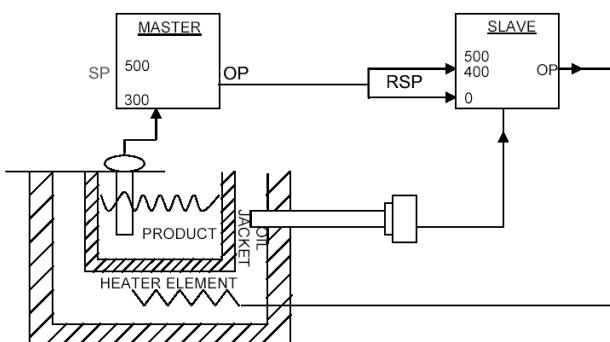 MASTER
SP
500
300
OP
RSP
SLAVE
500
400
OP
0
PRODUCT
OIL
JACKET
HEATER ELEMENT